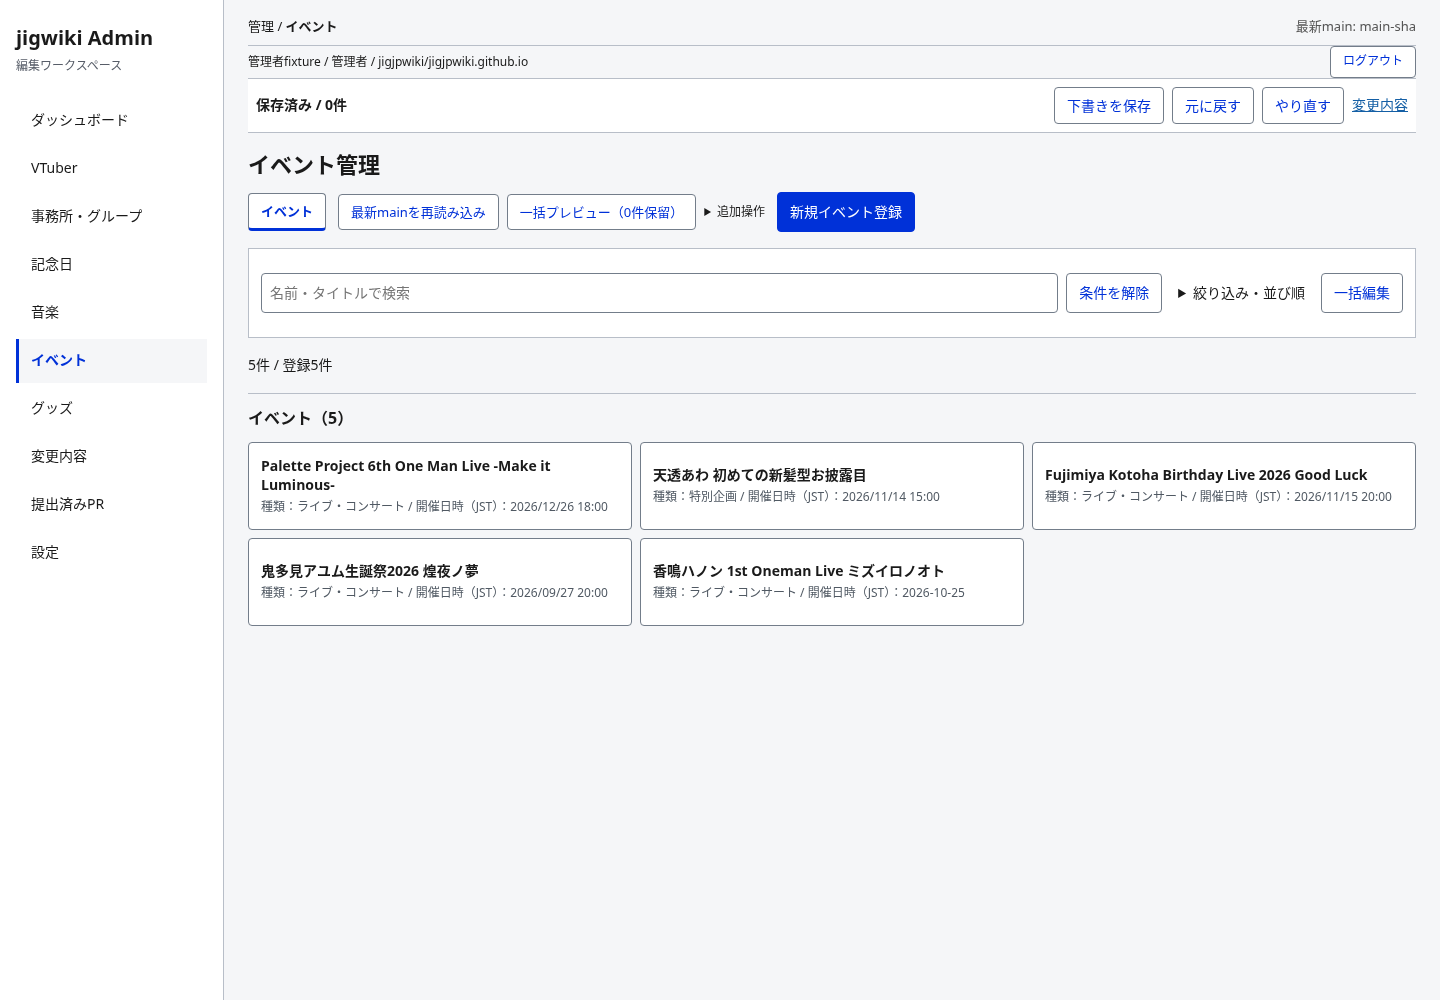 jigwiki Admin
編集ワークスペース
ダッシュボード
VTuber
事務所・グループ
記念日
音楽
イベント
グッズ
変更内容
提出済みPR
設定
管理 / イベント
最新main: main-sha
管理者fixture / 管理者 / jigjpwiki/jigjpwiki.github.io
ログアウト
保存済み / 0件
下書きを保存
元に戻す
やり直す
変更内容
イベント管理
イベント
最新mainを再読み込み
一括プレビュー（0件保留）
▶ 追加操作
新規イベント登録
名前・タイトルで検索
条件を解除
▶ 絞り込み・並び順
一括編集
5件 / 登録5件
イベント（5）
Palette Project 6th One Man Live -Make it
Luminous-
種類：ライブ・コンサート / 開催日時（JST）：2026/12/26 18:00
天透あわ 初めての新髪型お披露目
種類：特別企画 / 開催日時（JST）：2026/11/14 15:00
Fujimiya Kotoha Birthday Live 2026 Good Luck
種類：ライブ・コンサート / 開催日時（JST）：2026/11/15 20:00
鬼多見アユム生誕祭2026 煌夜ノ夢
種類：ライブ・コンサート / 開催日時（JST）：2026/09/27 20:00
香鳴ハノン 1st Oneman Live ミズイロノオト
種類：ライブ・コンサート / 開催日時（JST）：2026-10-25